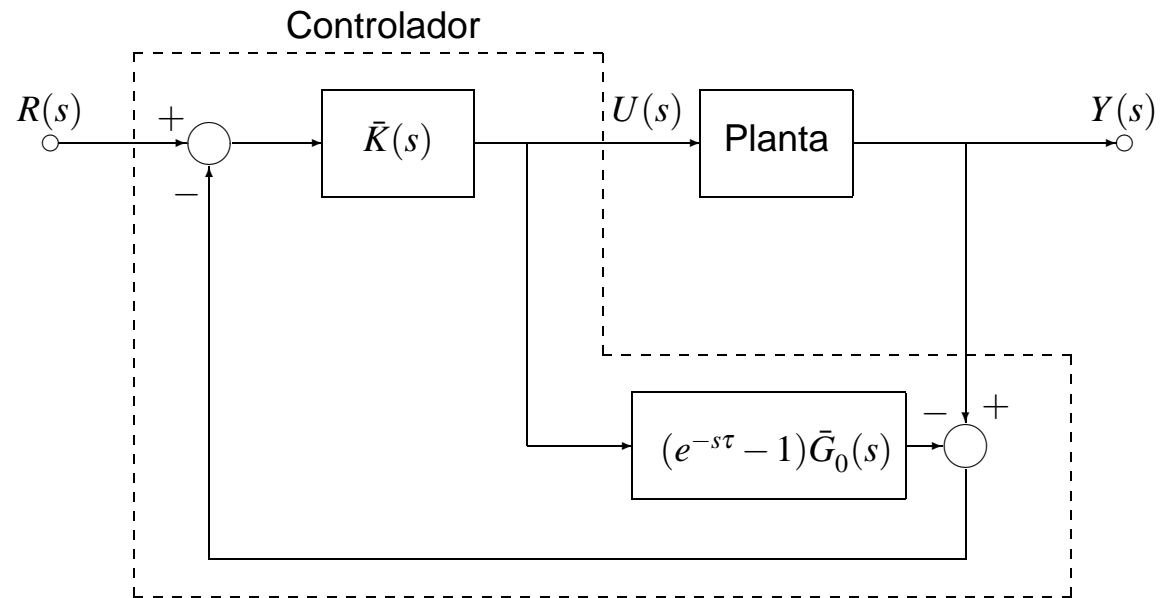 Controlador
R(s)
+
−
K̄(s)
U(s)
Planta
Y(s)
(e^{-sτ} − 1)Ḡ₀(s)
−
+